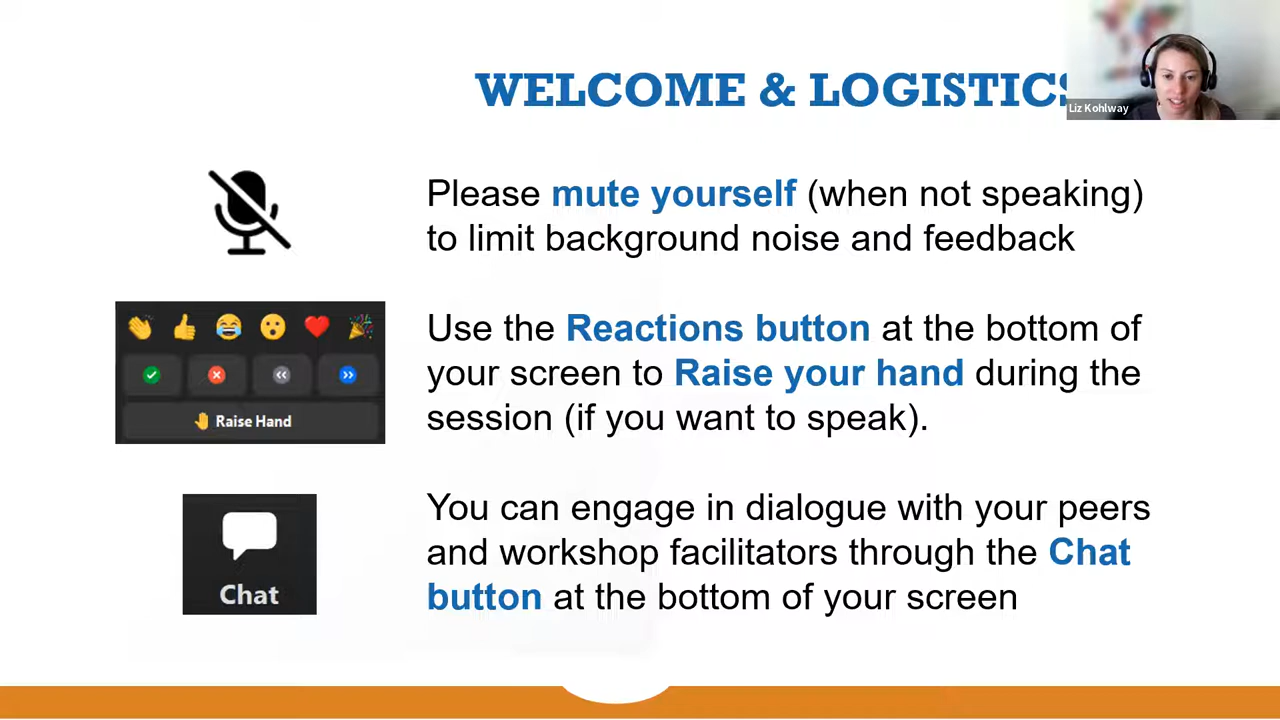 WELCOME & LOGISTICS
Liz Kohlway
Please mute yourself (when not speaking)
to limit background noise and feedback
Use the Reactions button at the bottom of
your screen to Raise your hand during the
session (if you want to speak).
Raise Hand
You can engage in dialogue with your peers
and workshop facilitators through the Chat
button at the bottom of your screen
Chat